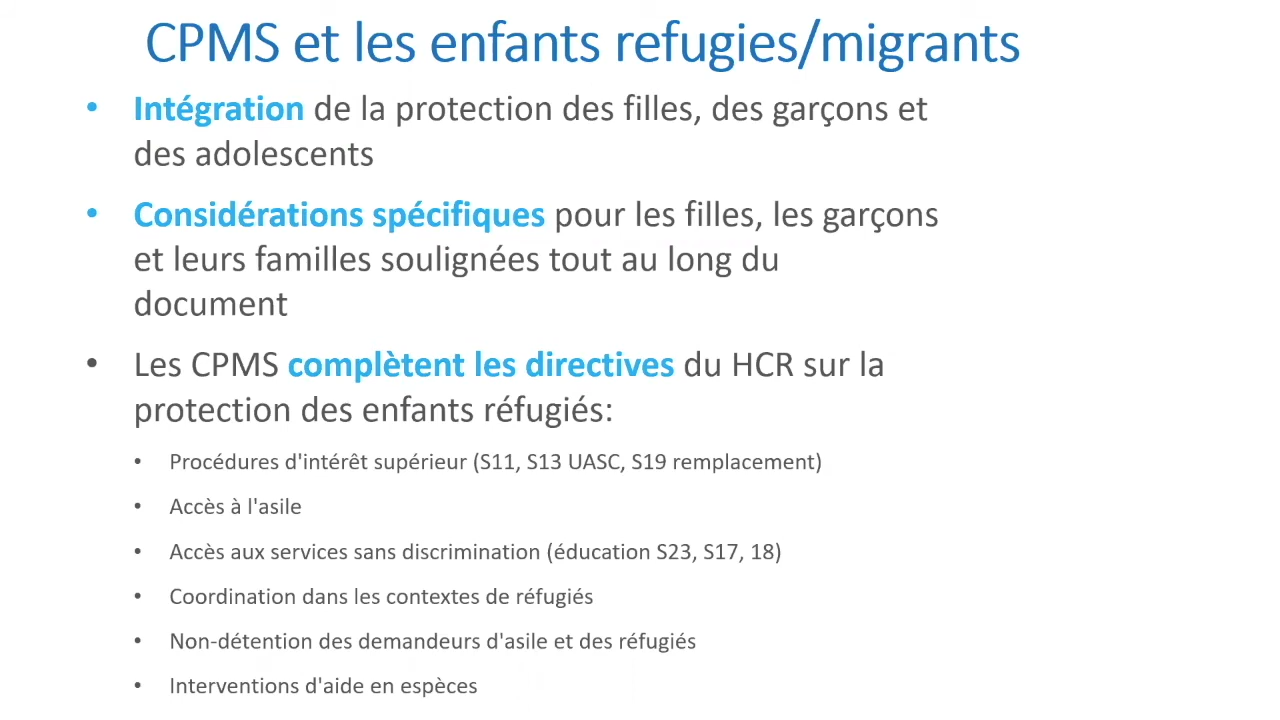 CPMS et les enfants refugies/migrants
• Intégration de la protection des filles, des garçons et
des adolescents
• Considérations spécifiques pour les filles, les garçons
et leurs familles soulignées tout au long du
document
• Les CPMS complètent les directives du HCR sur la
protection des enfants réfugiés:
• Procédures d'intérêt supérieur (S11, S13 UASC, S19 remplacement)
• Accès à l'asile
• Accès aux services sans discrimination (éducation S23, S17, 18)
• Coordination dans les contextes de réfugiés
• Non-détention des demandeurs d'asile et des réfugiés
• Interventions d'aide en espèces